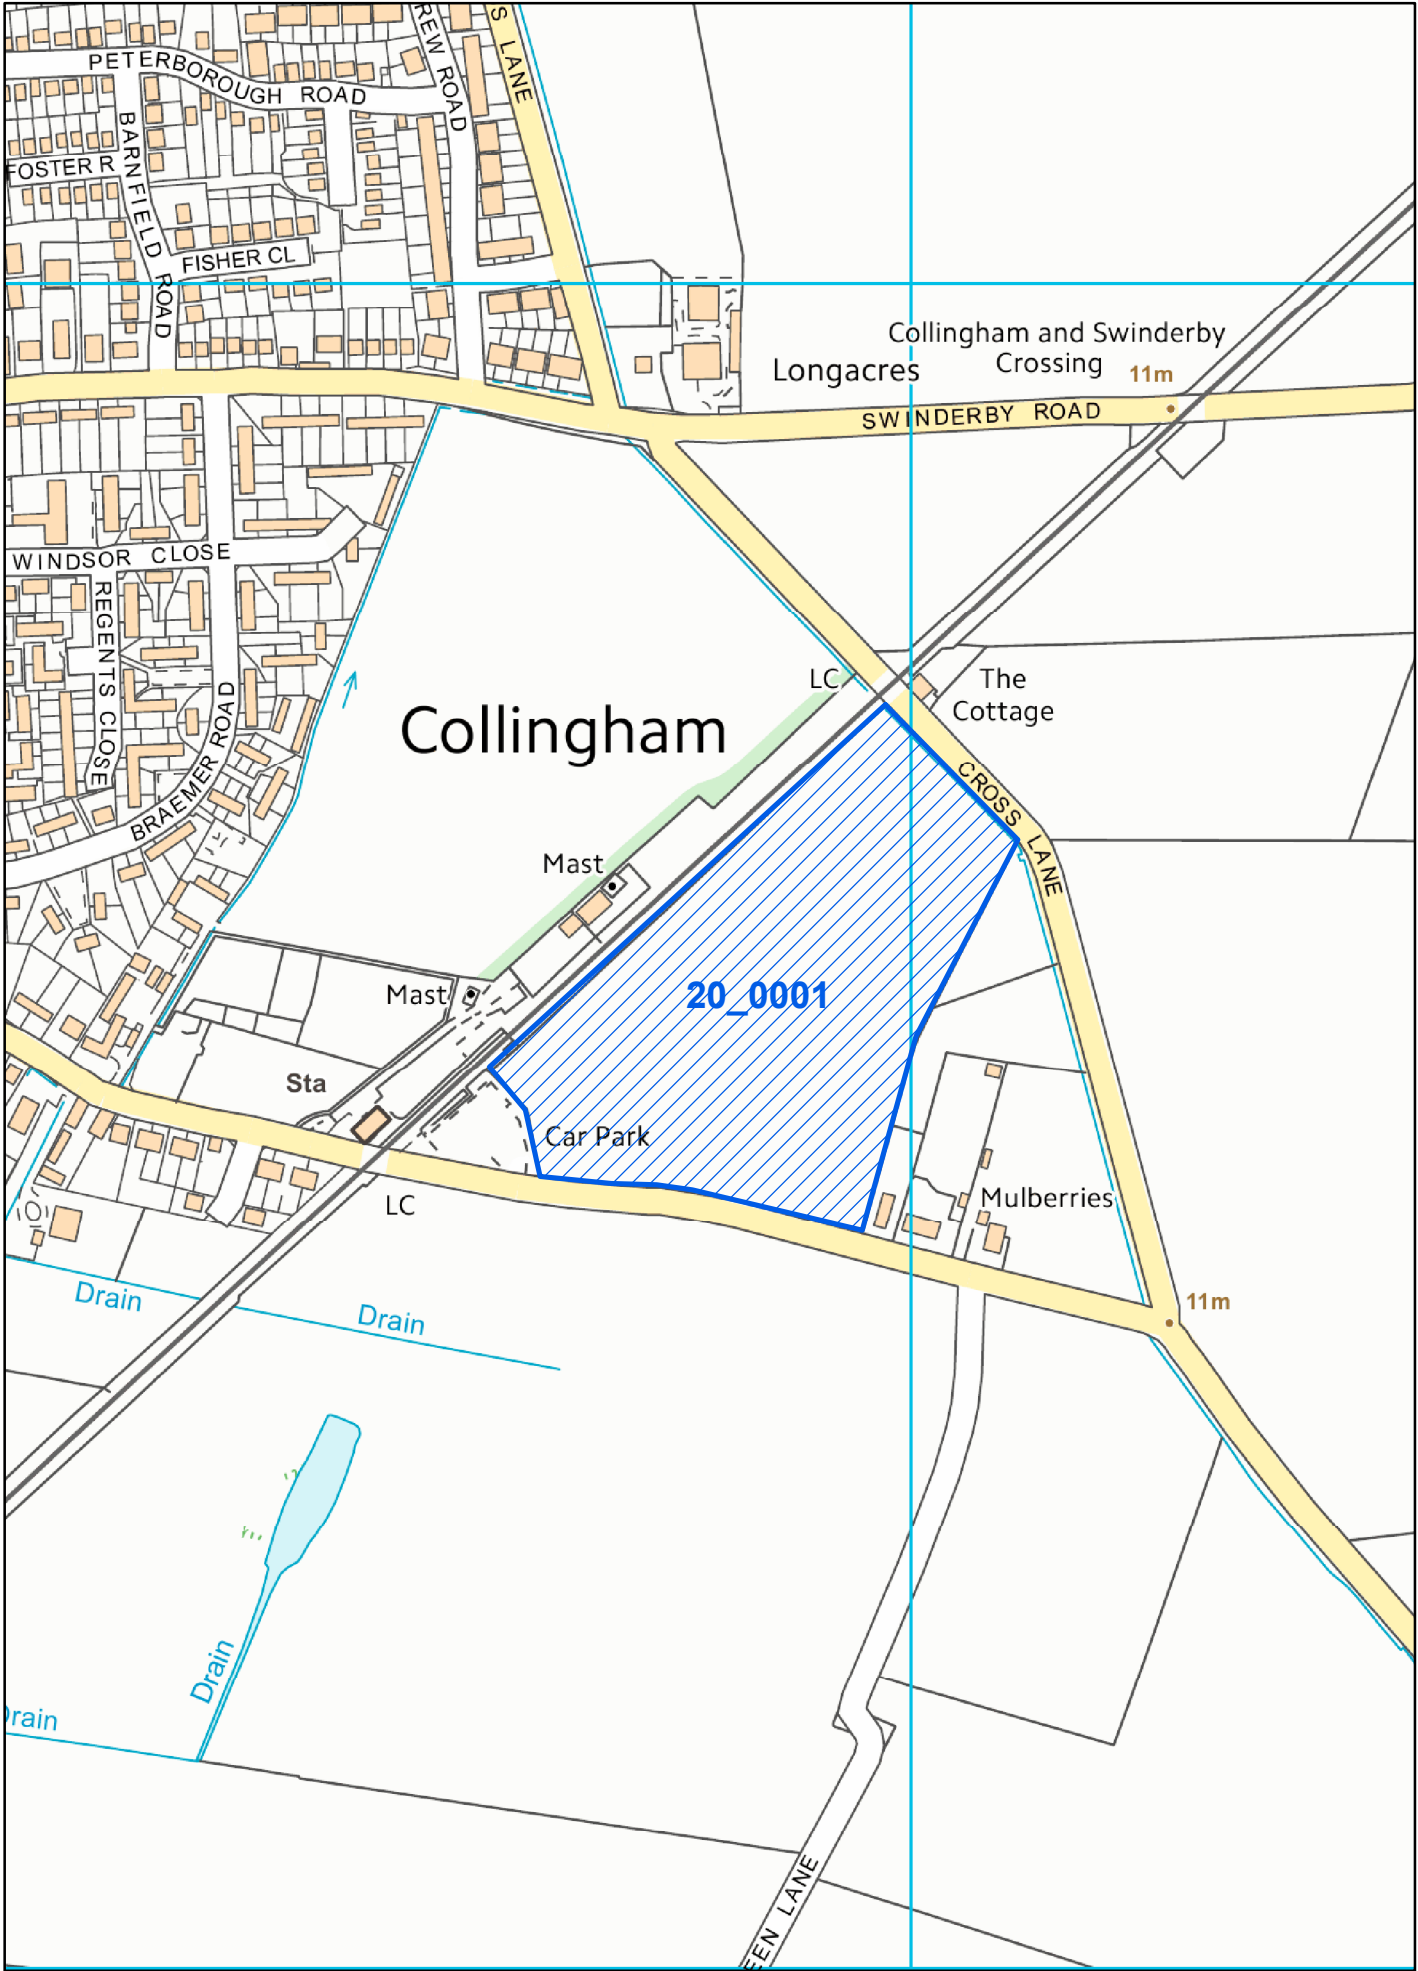 S LANE
REW ROAD
PETERBOROUGH ROAD
BARNFIELD ROAD
FOSTER R
FISHER CL
Collingham and Swinderby
Crossing
Longacres
11m
SWINDERBY ROAD
WINDSOR CLOSE
REGENTS CLOSE
BRAEMER ROAD
LC
The
Cottage
Collingham
CROSS LANE
Mast
Mast
20_0001
Sta
Car Park
LC
Mulberries
Drain
Drain
11m
Drain
Drain
EEN LANE